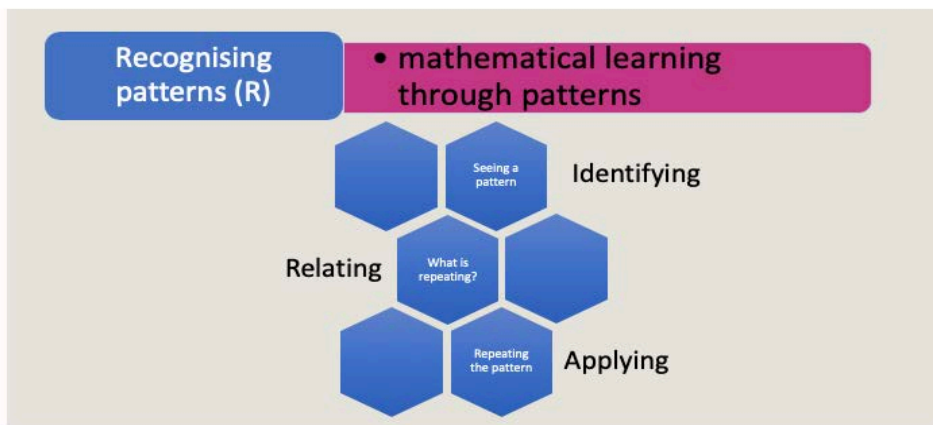 Recognising
patterns (R)
• mathematical learning
through patterns
Seeing a
pattern
Identifying
Relating
What is
repeating?
Repeating
the pattern
Applying